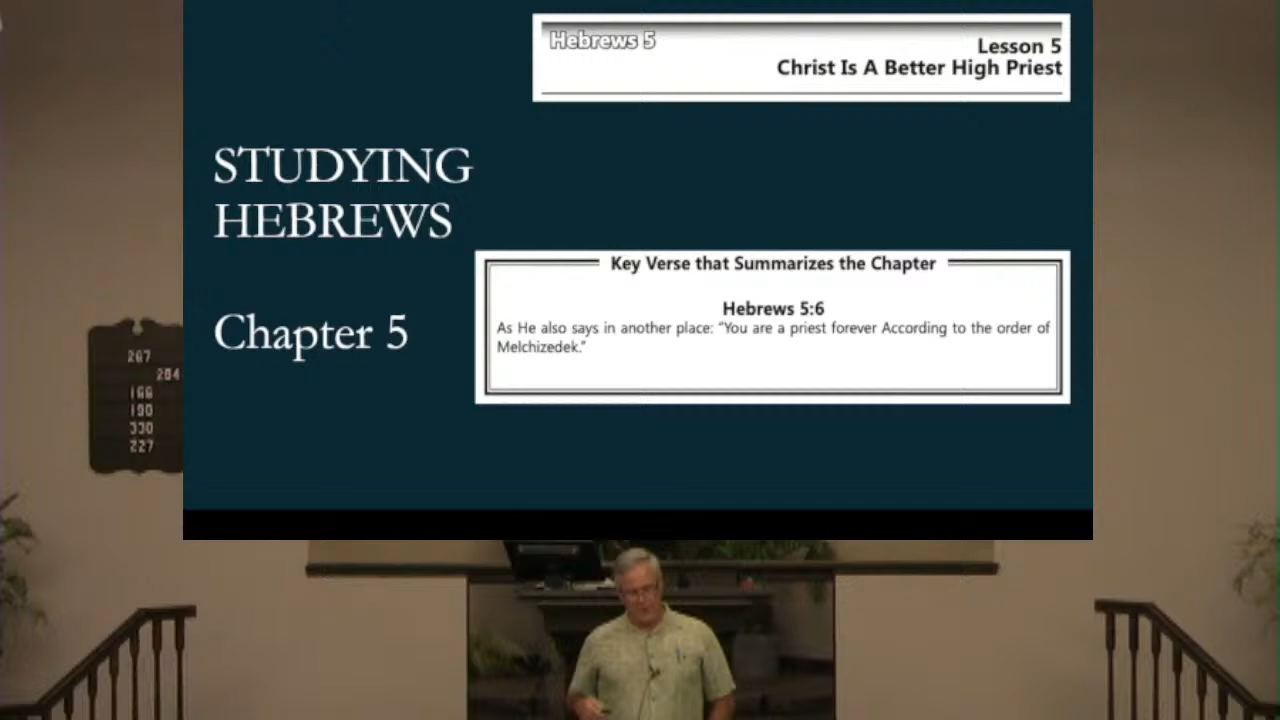 Hebrews 5
Lesson 5
Christ Is A Better High Priest
STUDYING
HEBREWS
Chapter 5
Key Verse that Summarizes the Chapter
Hebrews 5:6
As He also says in another place: “You are a priest forever According to the order of
Melchizedek.”
267
204
166
190
330
227